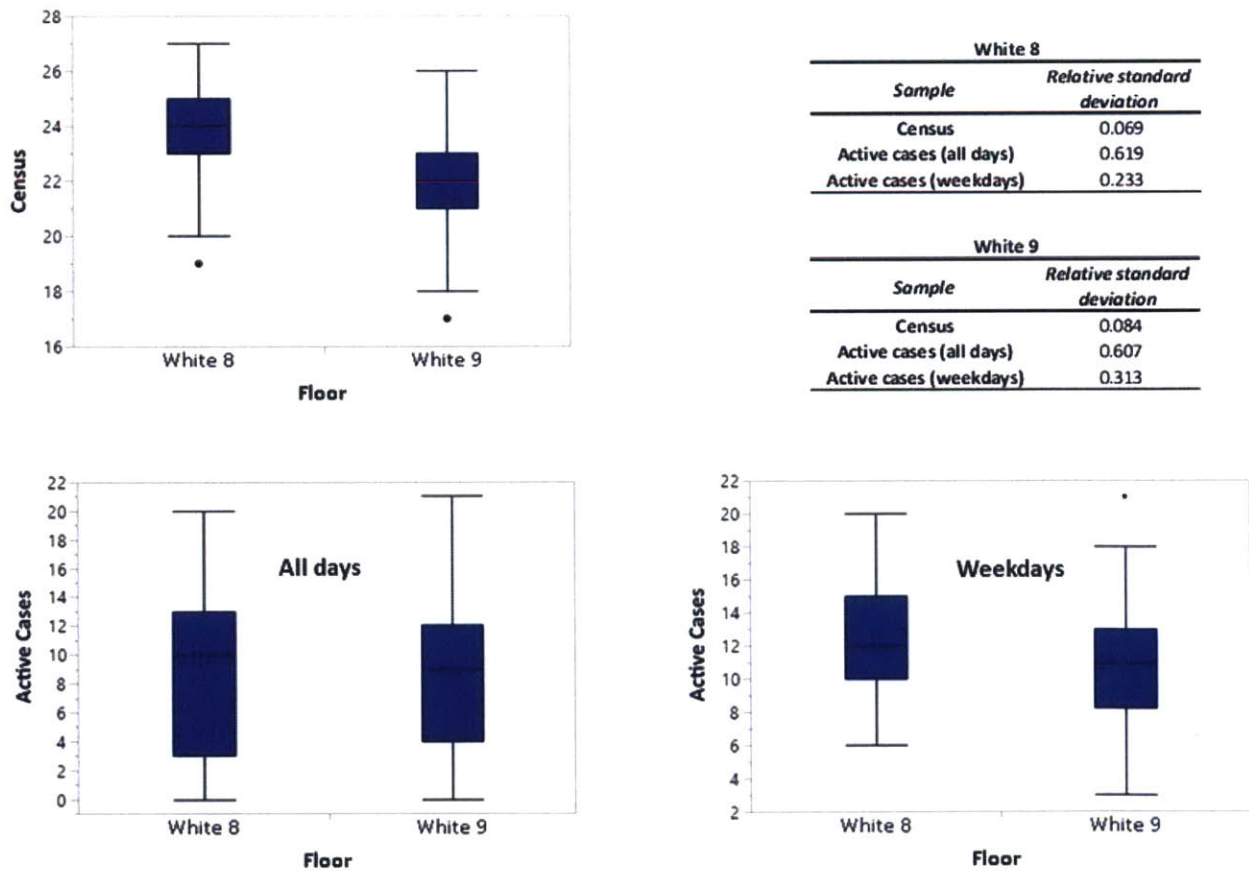 28
26
24
22
20
18
16
Census
White 8
White 9
Floor
White 8
Sample
Relative standard
deviation
Census 0.069
Active cases (all days) 0.619
Active cases (weekdays) 0.233
White 9
Sample
Relative standard
deviation
Census 0.084
Active cases (all days) 0.607
Active cases (weekdays) 0.313
22
20
18
16
14
12
10
8
6
4
2
0
Active Cases
All days
White 8
White 9
Floor
22
20
18
16
14
12
10
8
6
4
2
Active Cases
Weekdays
White 8
White 9
Floor